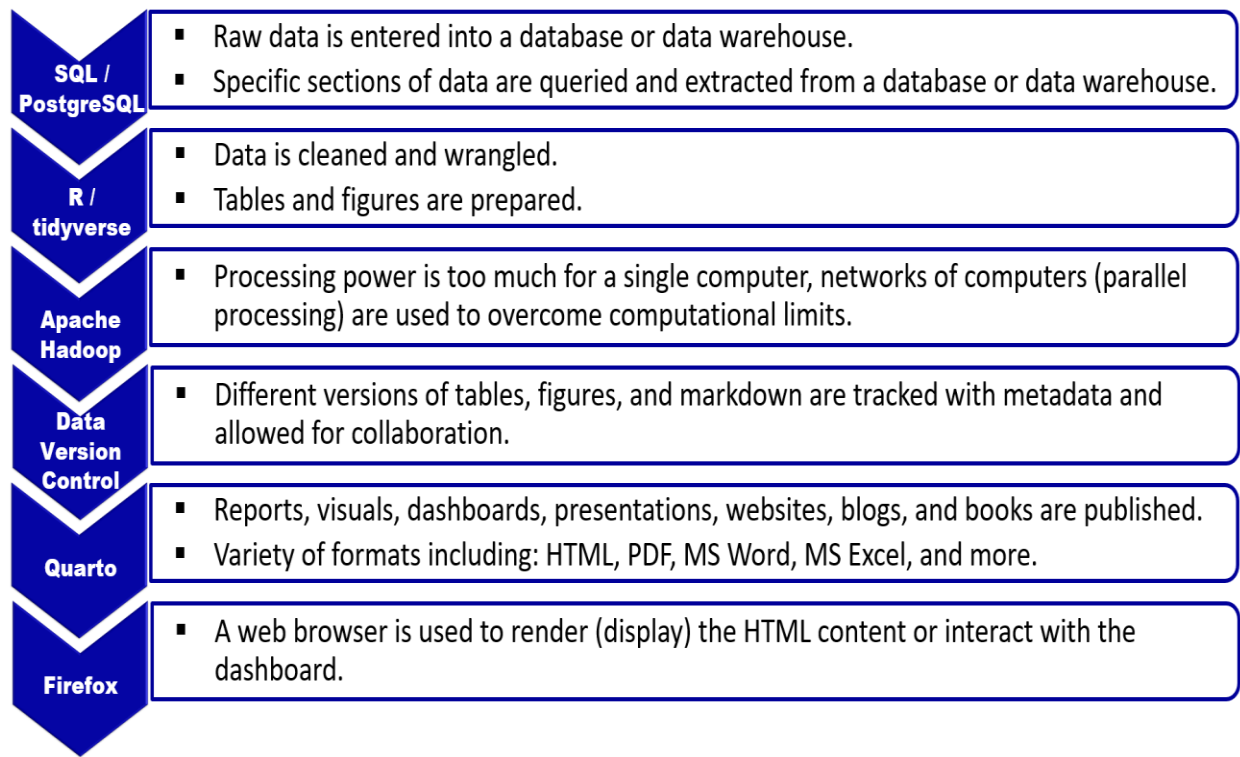 SQL /
PostgreSQL
▪ Raw data is entered into a database or data warehouse.
▪ Specific sections of data are queried and extracted from a database or data warehouse.
R /
tidyverse
▪ Data is cleaned and wrangled.
▪ Tables and figures are prepared.
Apache
Hadoop
▪ Processing power is too much for a single computer, networks of computers (parallel
processing) are used to overcome computational limits.
Data
Version
Control
▪ Different versions of tables, figures, and markdown are tracked with metadata and
allowed for collaboration.
Quarto
▪ Reports, visuals, dashboards, presentations, websites, blogs, and books are published.
▪ Variety of formats including: HTML, PDF, MS Word, MS Excel, and more.
Firefox
▪ A web browser is used to render (display) the HTML content or interact with the
dashboard.